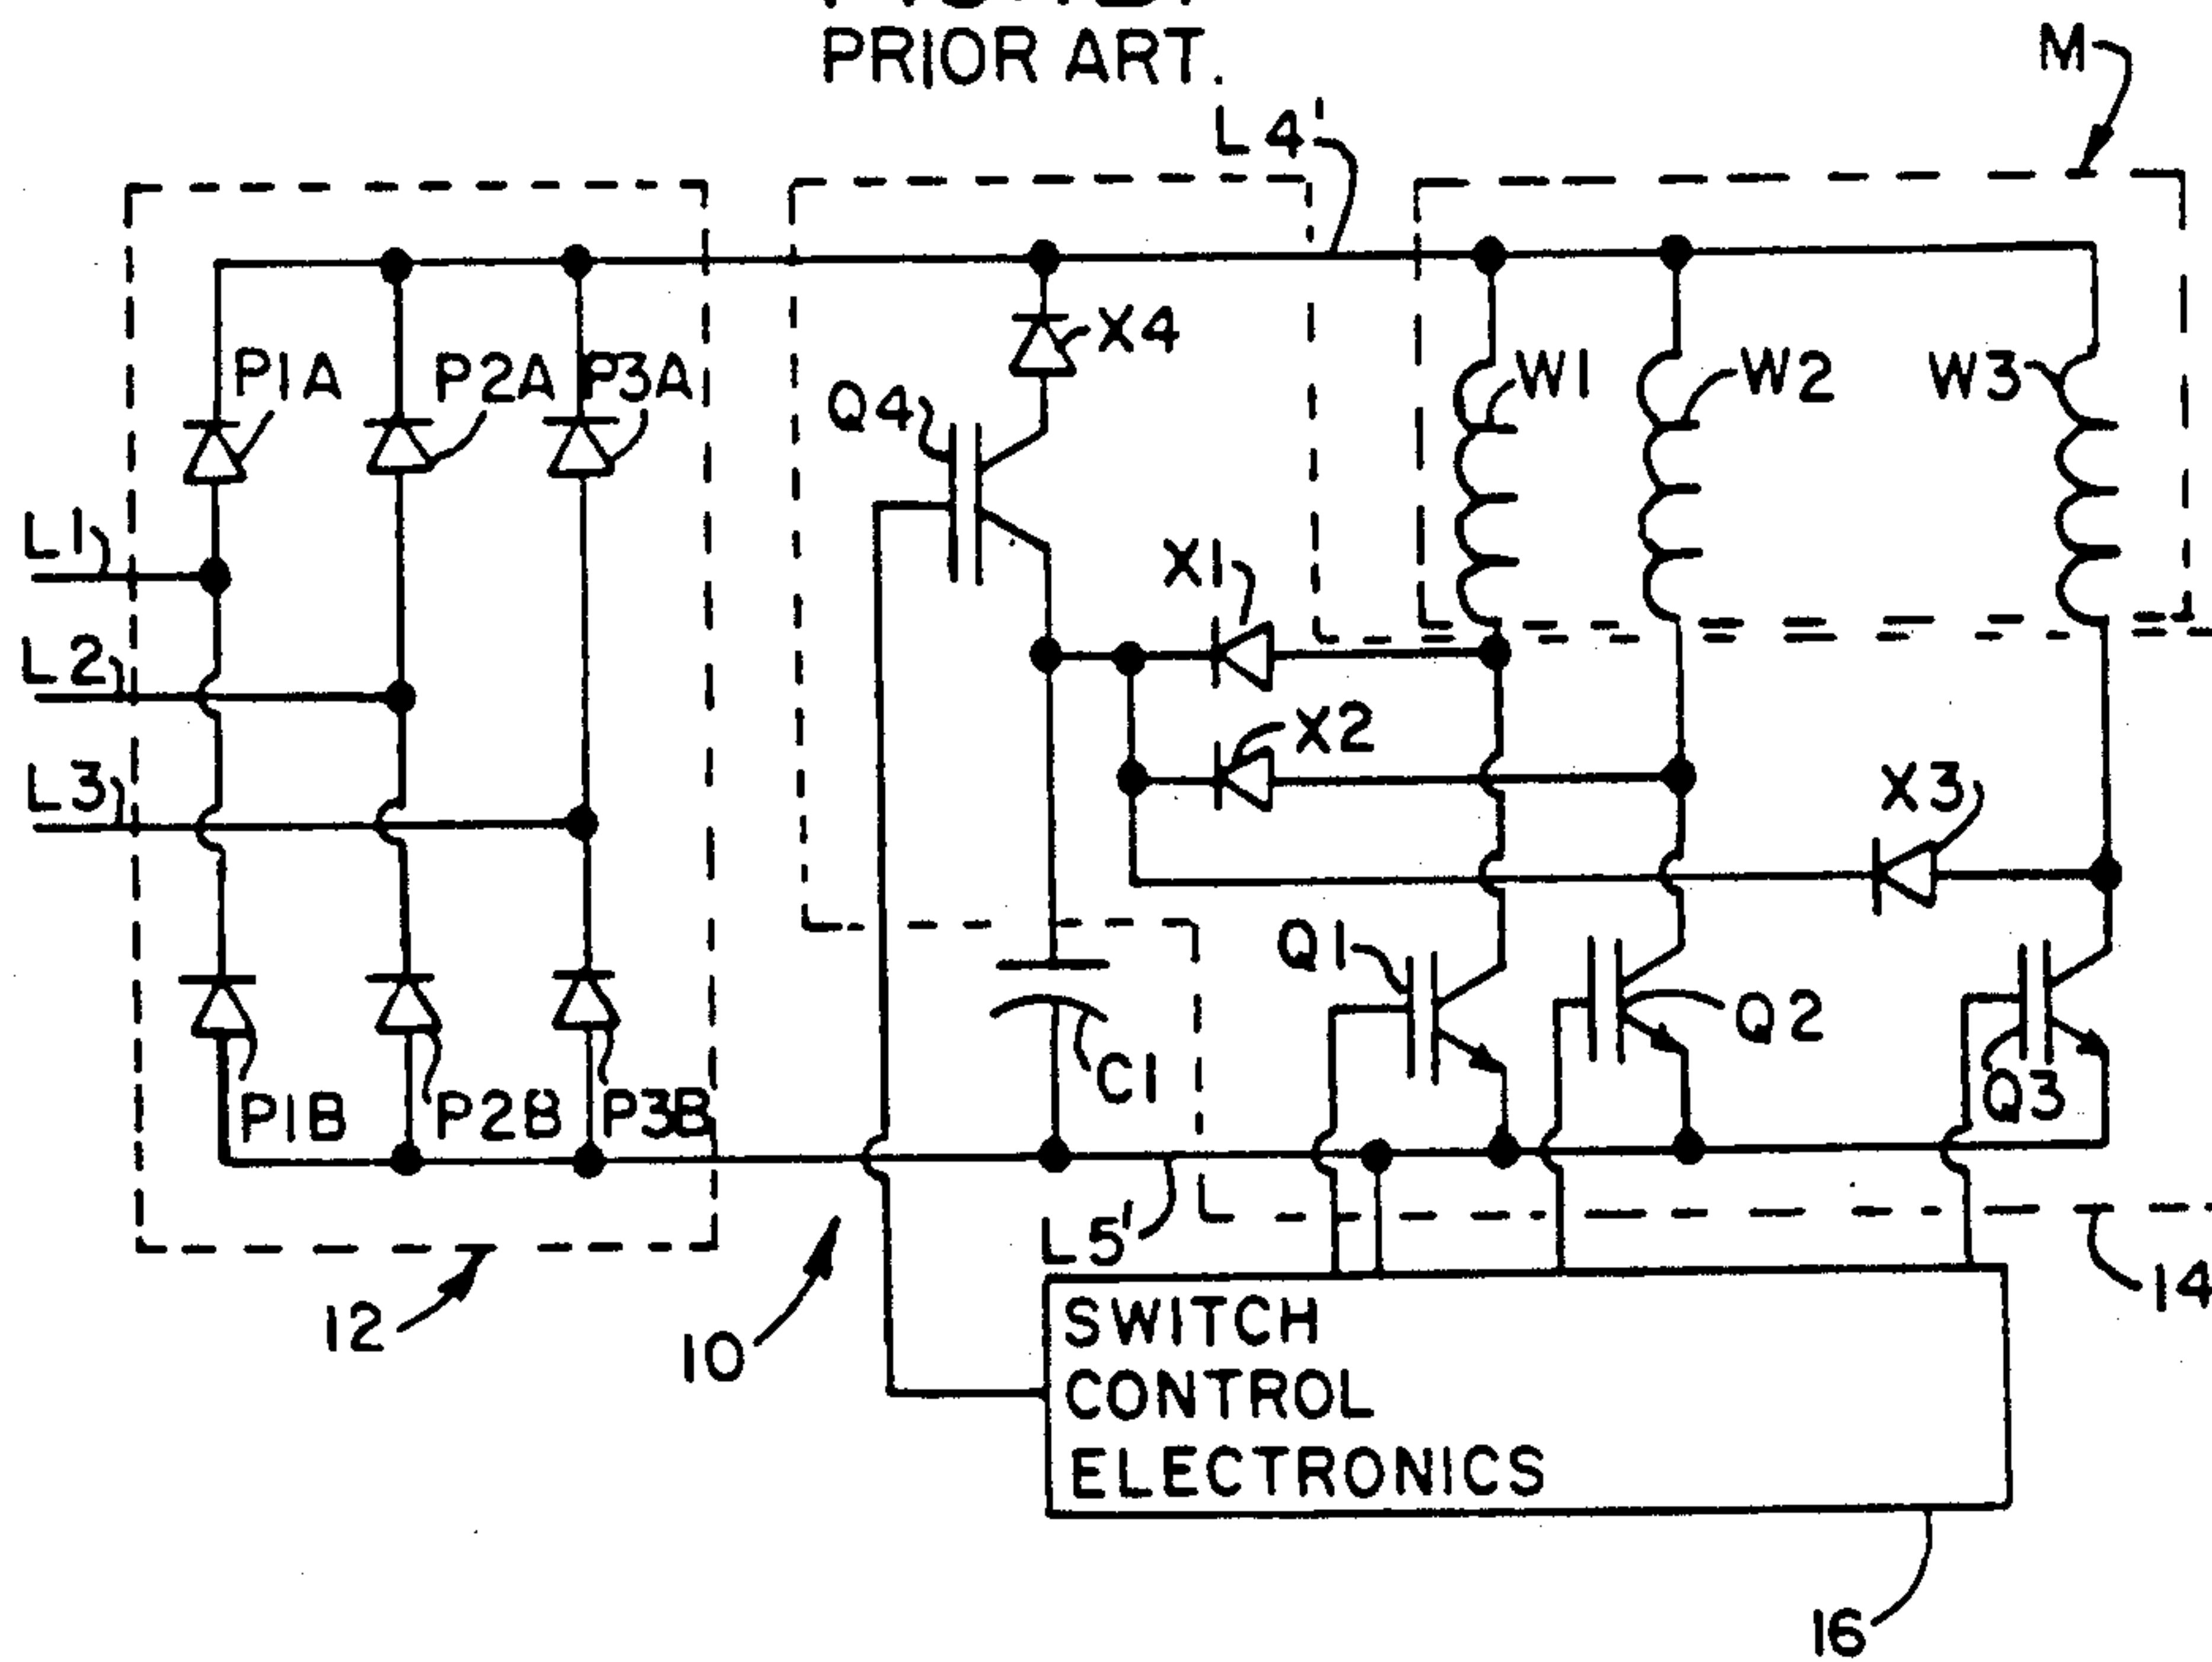 PRIOR ART.
M
L4'
X4
P1A
P2A
P3A
Q4
W1
W2
W3
L1
X1
L2
X2
L3
X3
Q1
Q2
C1
Q3
P1B
P2B
P3B
L5'
14
12
10
SWITCH
CONTROL
ELECTRONICS
16